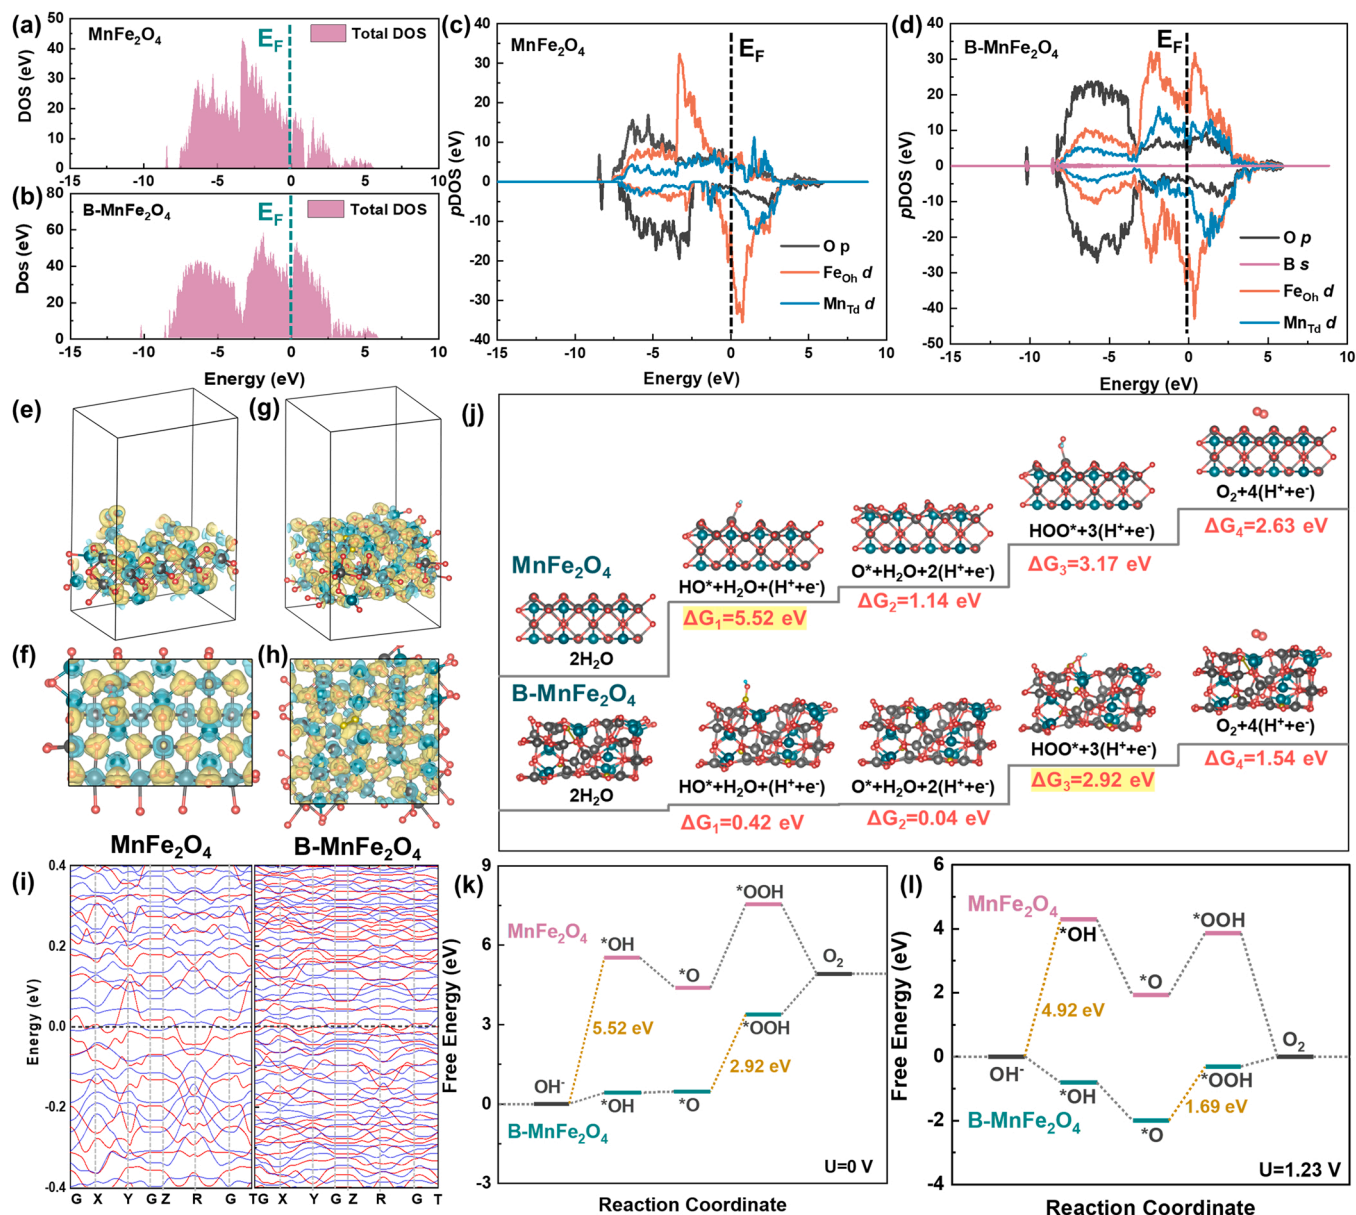 (a)
MnFe₂O₄
E_F
Total DOS
DOS (eV)
50
40
30
20
10
0
-15
-10
-5
0
5
10
(b)
B-MnFe₂O₄
E_F
Total DOS
Dos (eV)
80
60
40
20
0
-15
-10
-5
0
5
10
Energy (eV)
(c)
MnFe₂O₄
E_F
pDOS (eV)
40
30
20
10
0
10
-20
-30
-40
O p
Fe_Oh d
Mn_Td d
-15
-10
-5
0
5
10
Energy (eV)
(d)
B-MnFe₂O₄
E_F
pDOS (eV)
40
30
20
10
0
-10
-20
-30
-40
-50
O p
B s
Fe_Oh d
Mn_Td d
-15
-10
-5
0
5
10
Energy (eV)
(e)
(g)
(f)
(h)
(j)
MnFe₂O₄
2H₂O
HO*+H₂O+(H⁺+e⁻)
ΔG₁=5.52 eV
O*+H₂O+2(H⁺+e⁻)
ΔG₂=1.14 eV
HOO*+3(H⁺+e⁻)
ΔG₃=3.17 eV
O₂+4(H⁺+e⁻)
ΔG₄=2.63 eV
B-MnFe₂O₄
2H₂O
HO*+H₂O+(H⁺+e⁻)
ΔG₁=0.42 eV
O*+H₂O+2(H⁺+e⁻)
ΔG₂=0.04 eV
HOO*+3(H⁺+e⁻)
ΔG₃=2.92 eV
O₂+4(H⁺+e⁻)
ΔG₄=1.54 eV
(i)
MnFe₂O₄
B-MnFe₂O₄
Energy (eV)
0.4
0.2
0.0
-0.2
-0.4
G X Y G Z R G T
G X Y G Z R G T
(k)
Free Energy (eV)
9
6
3
0
-3
MnFe₂O₄
*OH
*O
*OOH
O₂
5.52 eV
2.92 eV
*OOH
OH⁻
*OH
*O
B-MnFe₂O₄
U=0 V
Reaction Coordinate
(l)
Free Energy (eV)
6
4
2
0
-2
-4
MnFe₂O₄
*OH
*OOH
*O
4.92 eV
O₂
OH⁻
*OH
*OOH
1.69 eV
B-MnFe₂O₄
*O
U=1.23 V
Reaction Coordinate